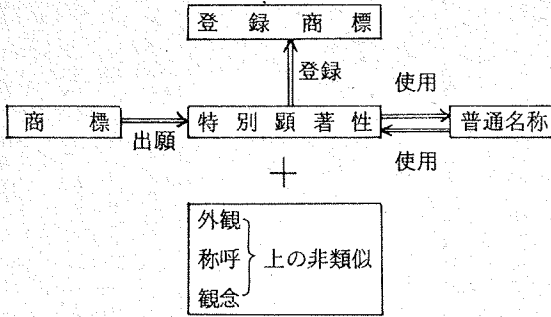 登録商標
登録
使用
商標
出願
特別顕著性
普通名称
使用
+
外観
称呼
観念
上の非類似